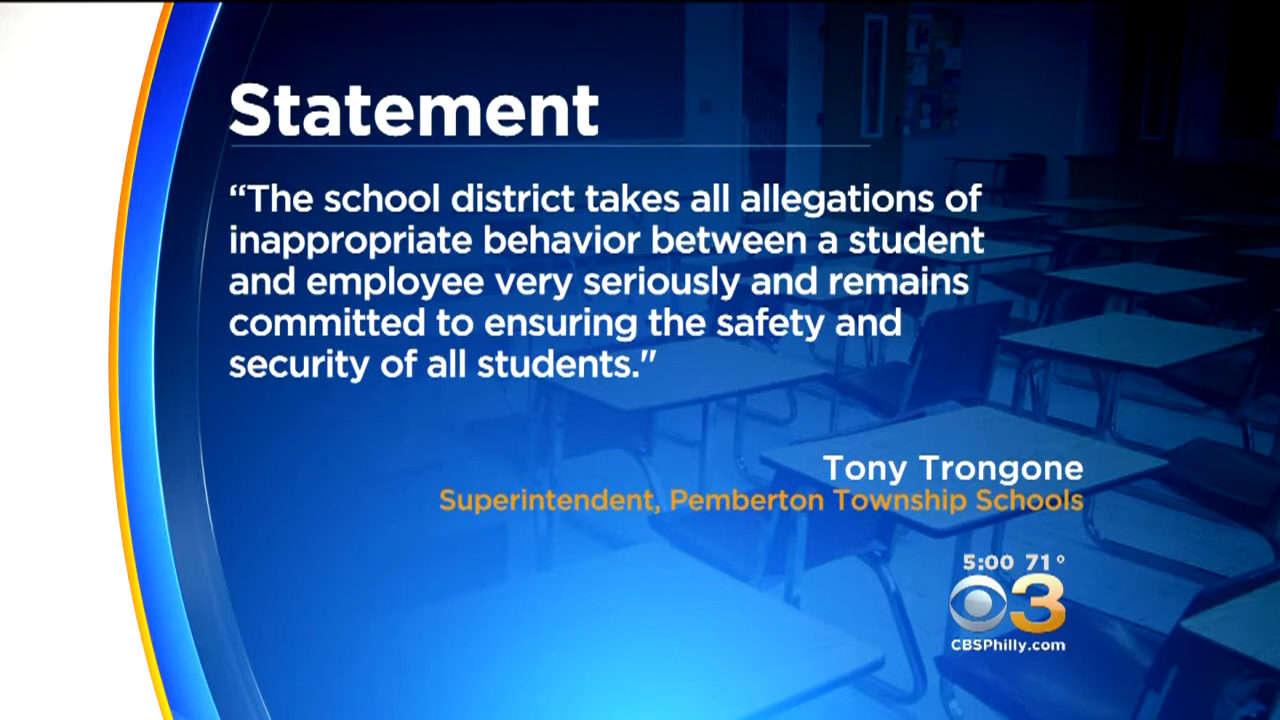 Statement
“The school district takes all allegations of
inappropriate behavior between a student
and employee very seriously and remains
committed to ensuring the safety and
security of all students."
Tony Trongone
Superintendent, Pemberton Township Schools
5:00 71°
3
CBSPhilly.com